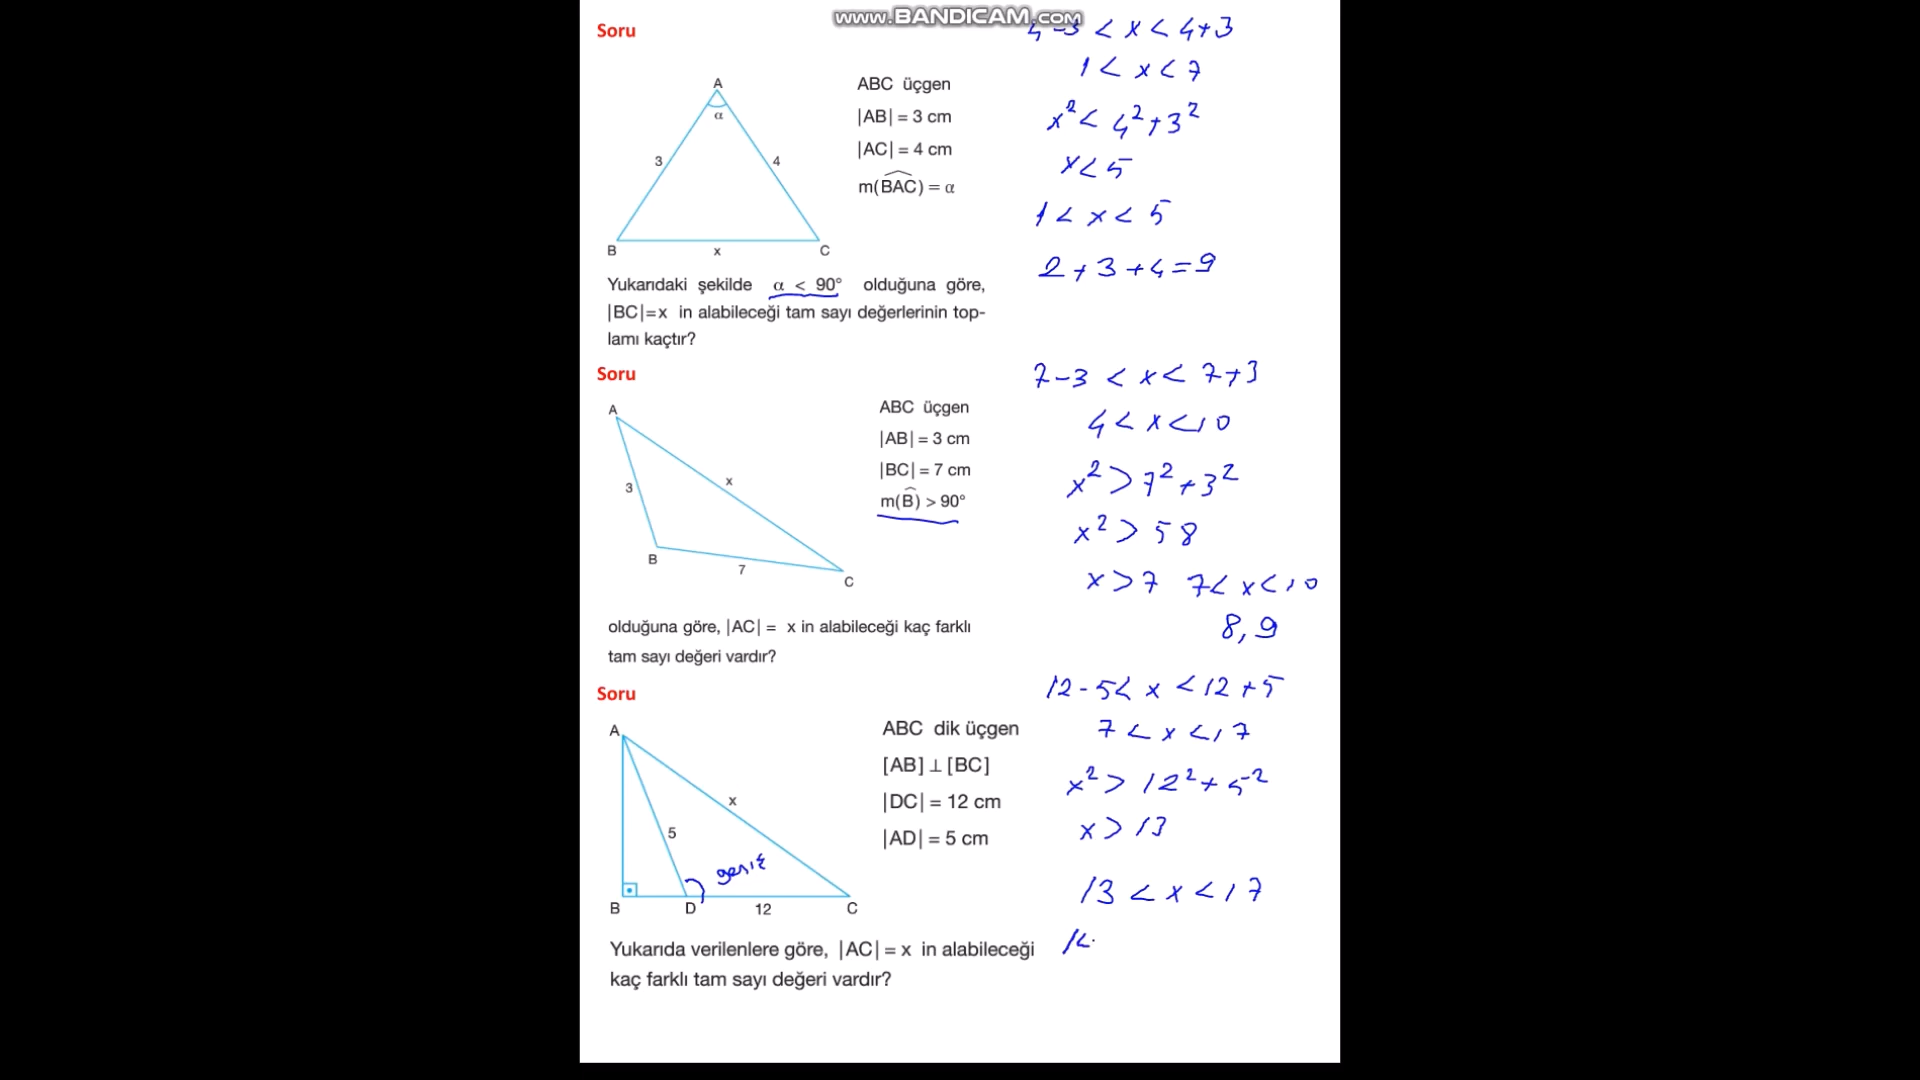 www.BANDICAM.com
Soru
A
α
3
4
B
x
C
ABC üçgen
|AB| = 3 cm
|AC| = 4 cm
m(BAC) = α
Yukarıdaki şekilde α < 90° olduğuna göre,
|BC|=x in alabileceği tam sayı değerlerinin top-
lamı kaçtır?
4-3 < x < 4+3
1 < x < 7
x² < 4² + 3²
x < 5
1 < x < 5
2 + 3 + 4 = 9
Soru
A
3
x
B
7
C
ABC üçgen
|AB| = 3 cm
|BC| = 7 cm
m(B) > 90°
olduğuna göre, |AC| = x in alabileceği kaç farklı
tam sayı değeri vardır?
7-3 < x < 7+3
4 < x < 10
x² > 7² + 3²
x² > 58
x > 7 7 < x < 10
8, 9
Soru
A
x
5
geniş
B
D
12
C
ABC dik üçgen
[AB] ⊥ [BC]
|DC| = 12 cm
|AD| = 5 cm
Yukarıda verilenlere göre, |AC| = x in alabileceği
kaç farklı tam sayı değeri vardır?
12-5 < x < 12+5
7 < x < 17
x² > 12² + 5²
x > 13
13 < x < 17
14